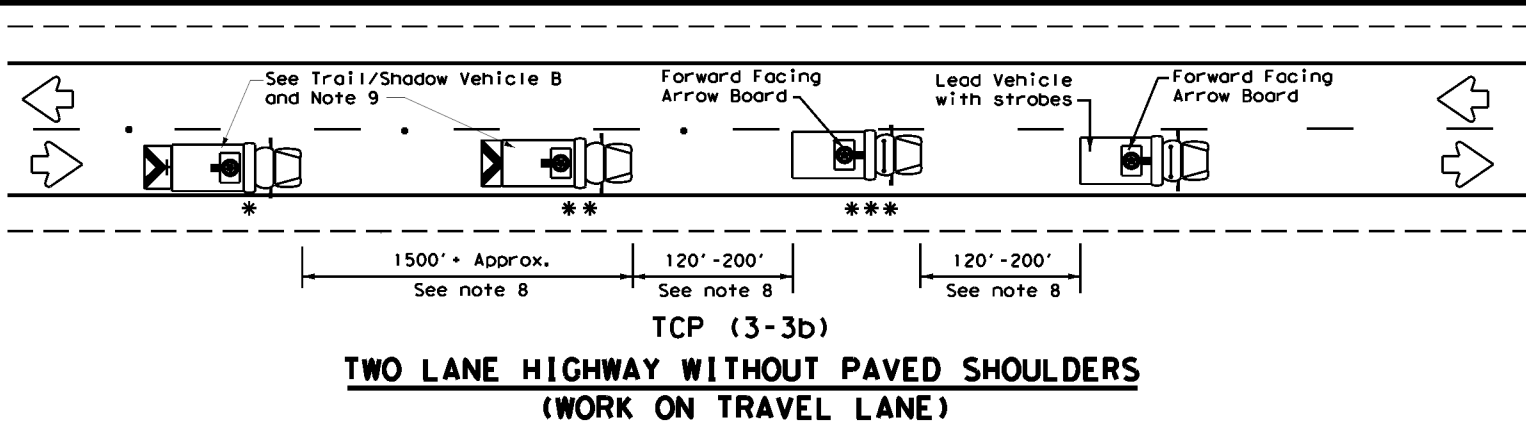 See Trail/Shadow Vehicle B
and Note 9
Forward Facing
Arrow Board
Lead Vehicle
with strobes
Forward Facing
Arrow Board
*
**
***
1500'+ Approx.
See note 8
120'-200'
See note 8
120'-200'
See note 8
TCP (3-3b)
TWO LANE HIGHWAY WITHOUT PAVED SHOULDERS
(WORK ON TRAVEL LANE)